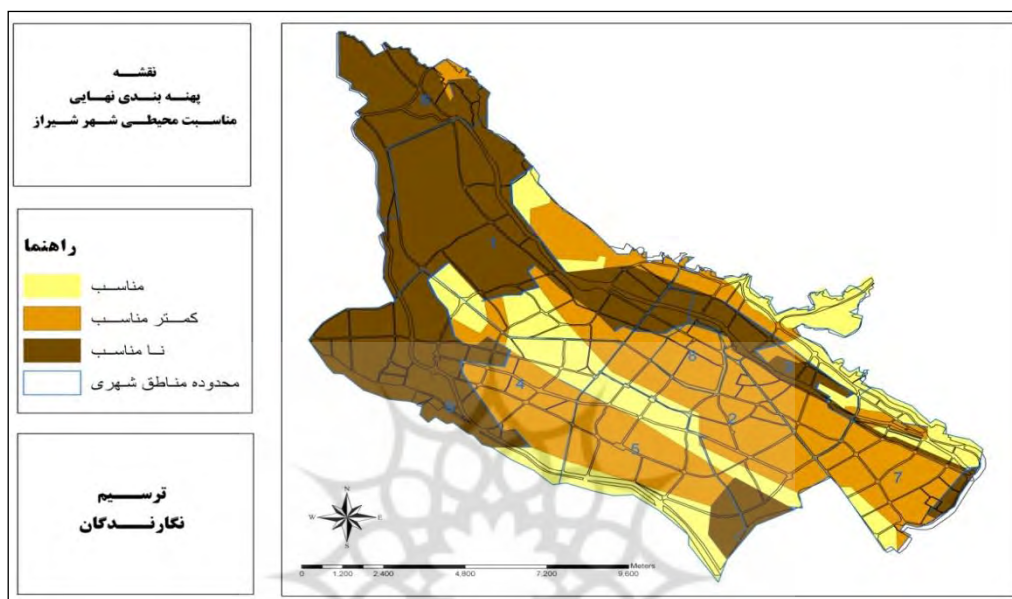 نقشه
پهنه بندی نهایی
مناسبت محیطی شهر شیراز
راهنما
مناسب
کمتر مناسب
نا مناسب
محدوده مناطق شهری
ترسیم
نگارندگان
1
4
5
2
7
N
W E
S
0 1,200 2,400 4,800 7,200 9,600 Meters